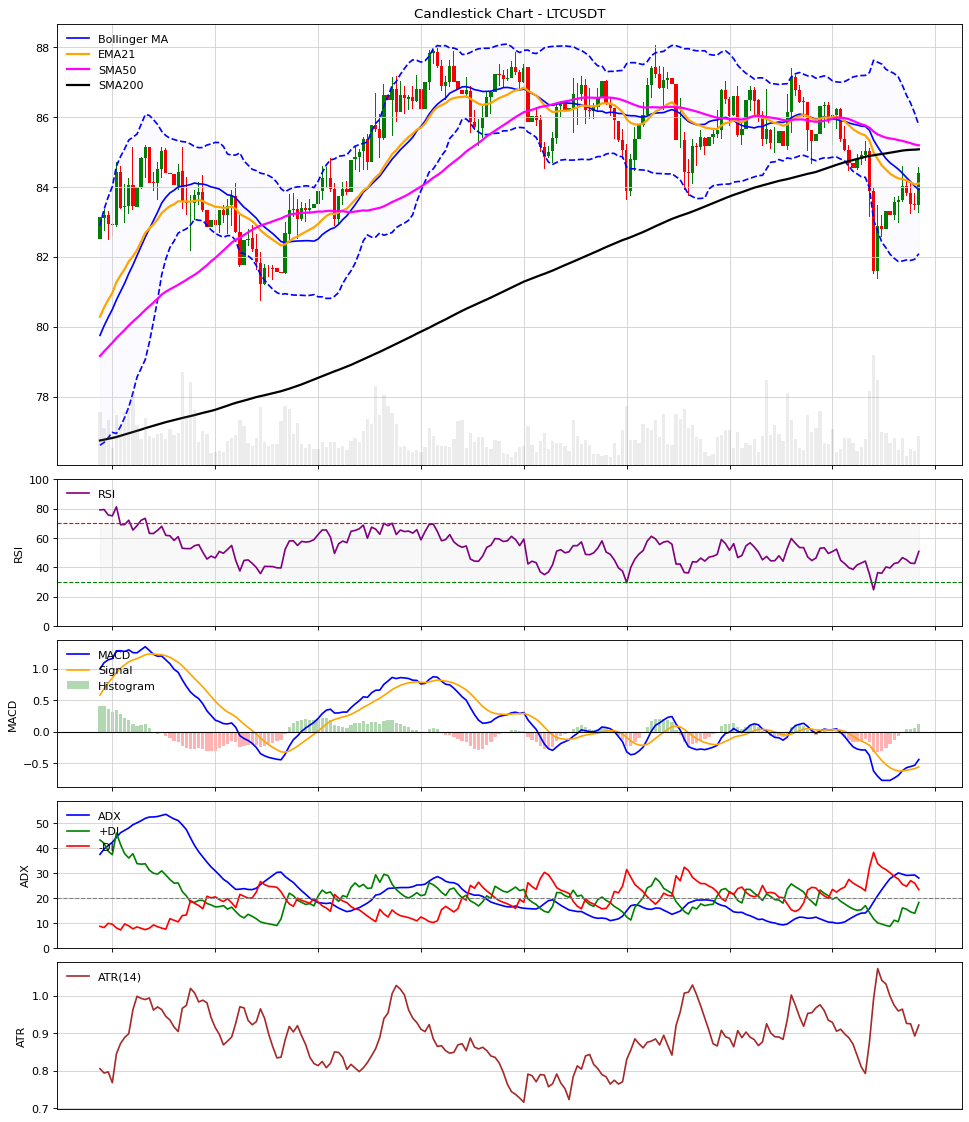 Candlestick Chart - LTCUSDT
Bollinger MA
EMA21
SMA50
SMA200
88
86
84
82
80
78
RSI
100
80
60
40
20
0
RSI
MACD
Signal
Histogram
1.0
0.5
0.0
−0.5
MACD
ADX
+DI
-DI
50
40
30
20
10
0
ADX
ATR(14)
1.0
0.9
0.8
0.7
ATR